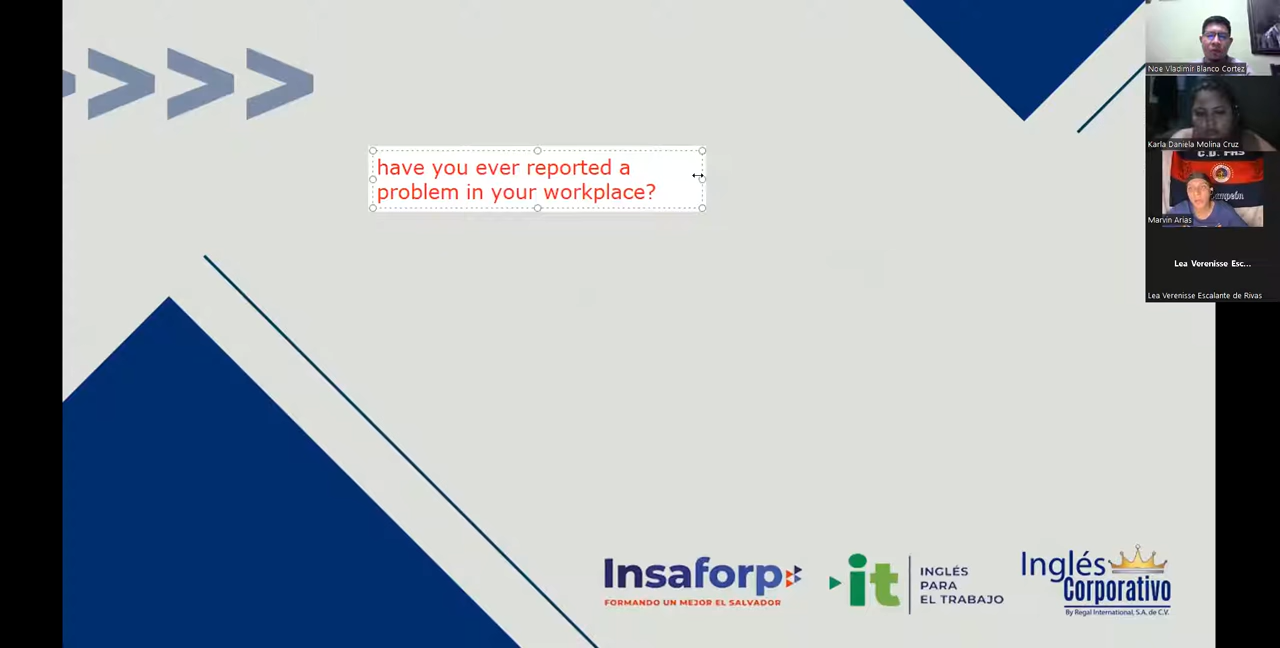 have you ever reported a
problem in your workplace?
Noe Vladimir Blanco Cortez
Karla Daniela Molina Cruz
C.D. FAS
Marvin Arias
Lea Verenisse Esc...
Lea Verenisse Escalante de Rivas
Insaforp
FORMANDO UN MEJOR EL SALVADOR
it
INGLÉS
PARA
EL TRABAJO
Inglés
Corporativo
By Regal International, S.A. de C.V.